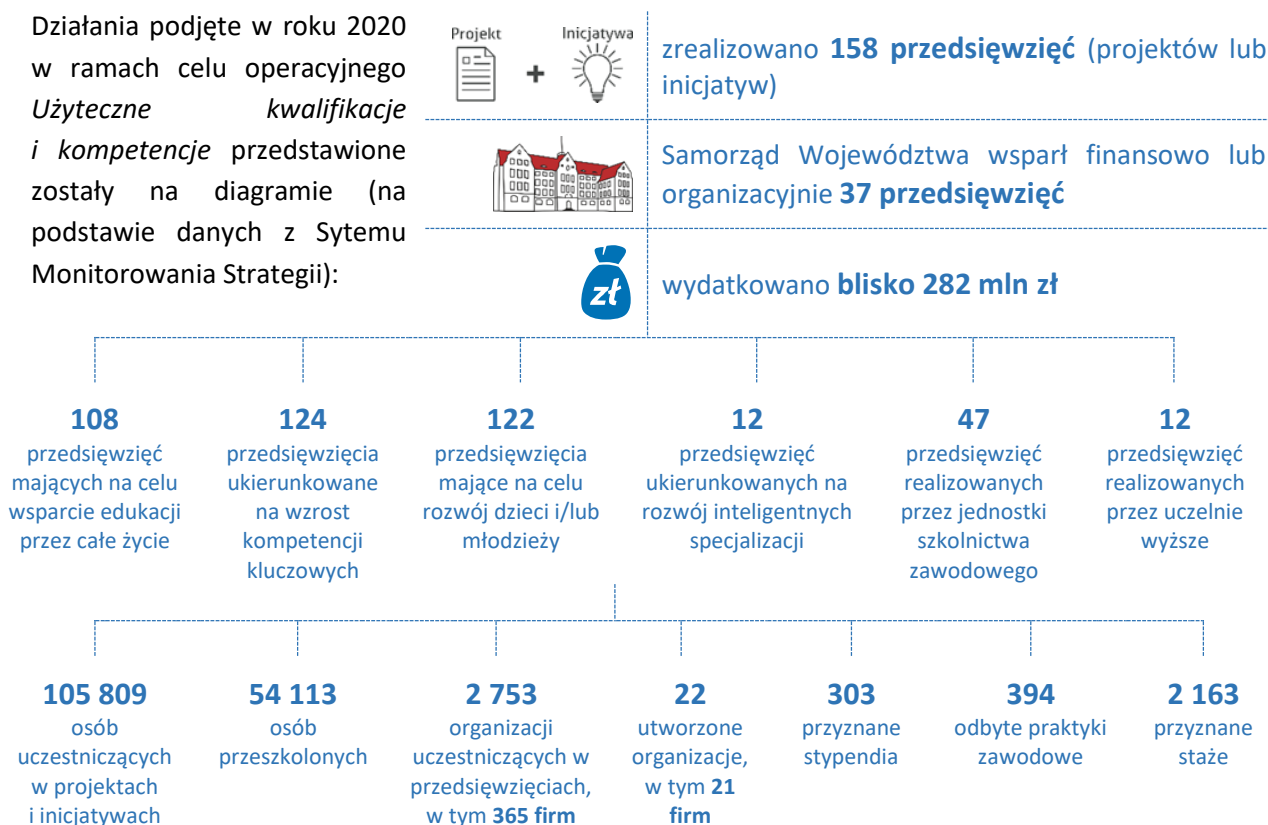 Działania podjęte w roku 2020
w ramach celu operacyjnego
Użyteczne kwalifikacje
i kompetencje przedstawione
zostały na diagramie (na
podstawie danych z Sytemu
Monitorowania Strategii):
Projekt + Inicjatywa
zrealizowano 158 przedsięwzięć (projektów lub
inicjatyw)
Samorząd Województwa wsparł finansowo lub
organizacyjnie 37 przedsięwzięć
zł
wydatkowano blisko 282 mln zł
108
przedsięwzięć
mających na celu
wsparcie edukacji
przez całe życie
124
przedsięwzięcia
ukierunkowane
na wzrost
kompetencji
kluczowych
122
przedsięwzięcia
mające na celu
rozwój dzieci i/lub
młodzieży
12
przedsięwzięć
ukierunkowanych na
rozwój inteligentnych
specjalizacji
47
przedsięwzięć
realizowanych
przez jednostki
szkolnictwa
zawodowego
12
przedsięwzięć
realizowanych
przez uczelnie
wyższe
105 809
osób
uczestniczących
w projektach
i inicjatywach
54 113
osób
przeszkolonych
2 753
organizacji
uczestniczących w
przedsięwzięciach,
w tym 365 firm
22
utworzone
organizacje,
w tym 21
firm
303
przyznane
stypendia
394
odbyte praktyki
zawodowe
2 163
przyznane
staże